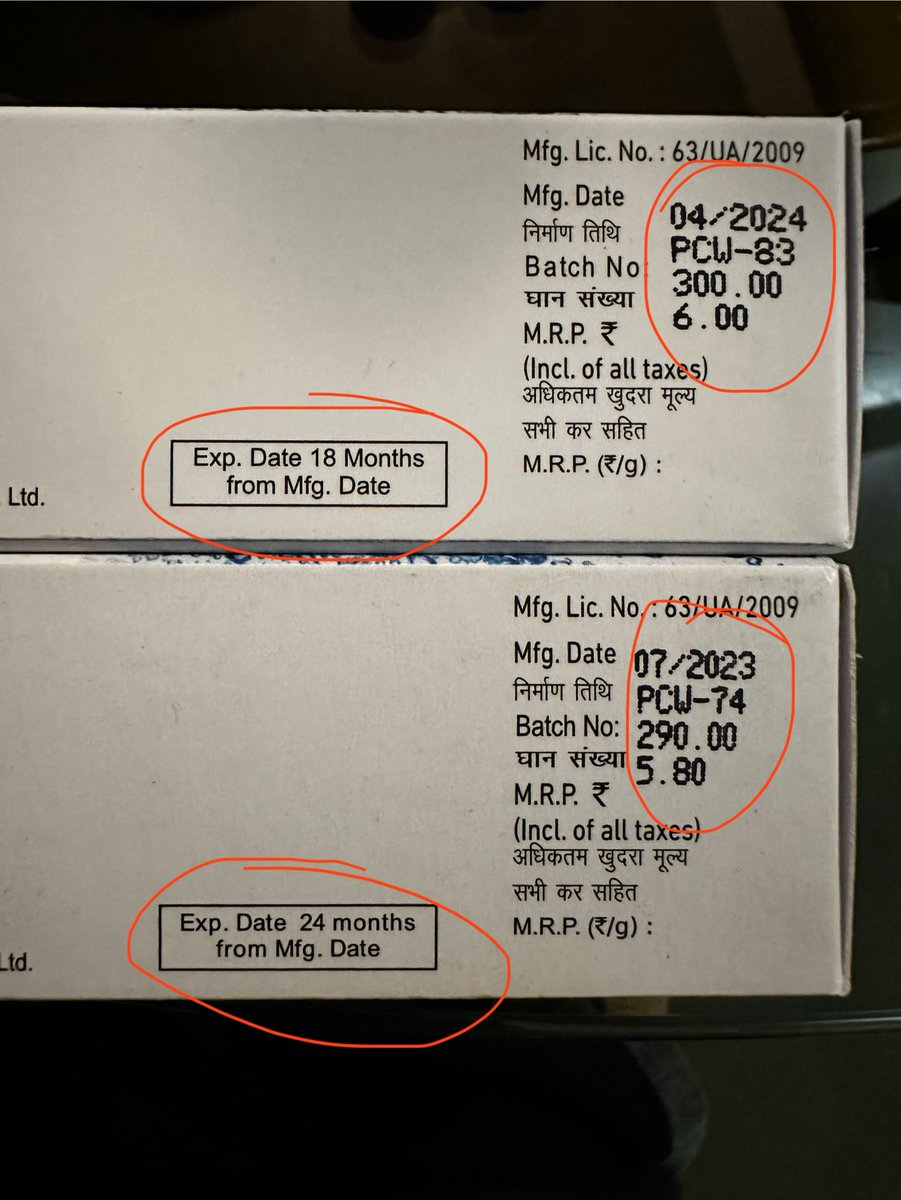 Mfg. Lic. No. : 63/UA/2009
Mfg. Date 04/2024
निर्माण तिथि PCW-83
Batch No: 300.00
घान संख्या 6.00
M.R.P. ₹
(Incl. of all taxes)
अधिकतम खुदरा मूल्य
सभी कर सहित
M.R.P. (₹/g) :
Exp. Date 18 Months
from Mfg. Date
Ltd.
Mfg. Lic. No. : 63/UA/2009
Mfg. Date 07/2023
निर्माण तिथि PCW-74
Batch No: 290.00
घान संख्या 5.80
M.R.P. ₹
(Incl. of all taxes)
अधिकतम खुदरा मूल्य
सभी कर सहित
M.R.P. (₹/g) :
Exp. Date 24 months
from Mfg. Date
Ltd.